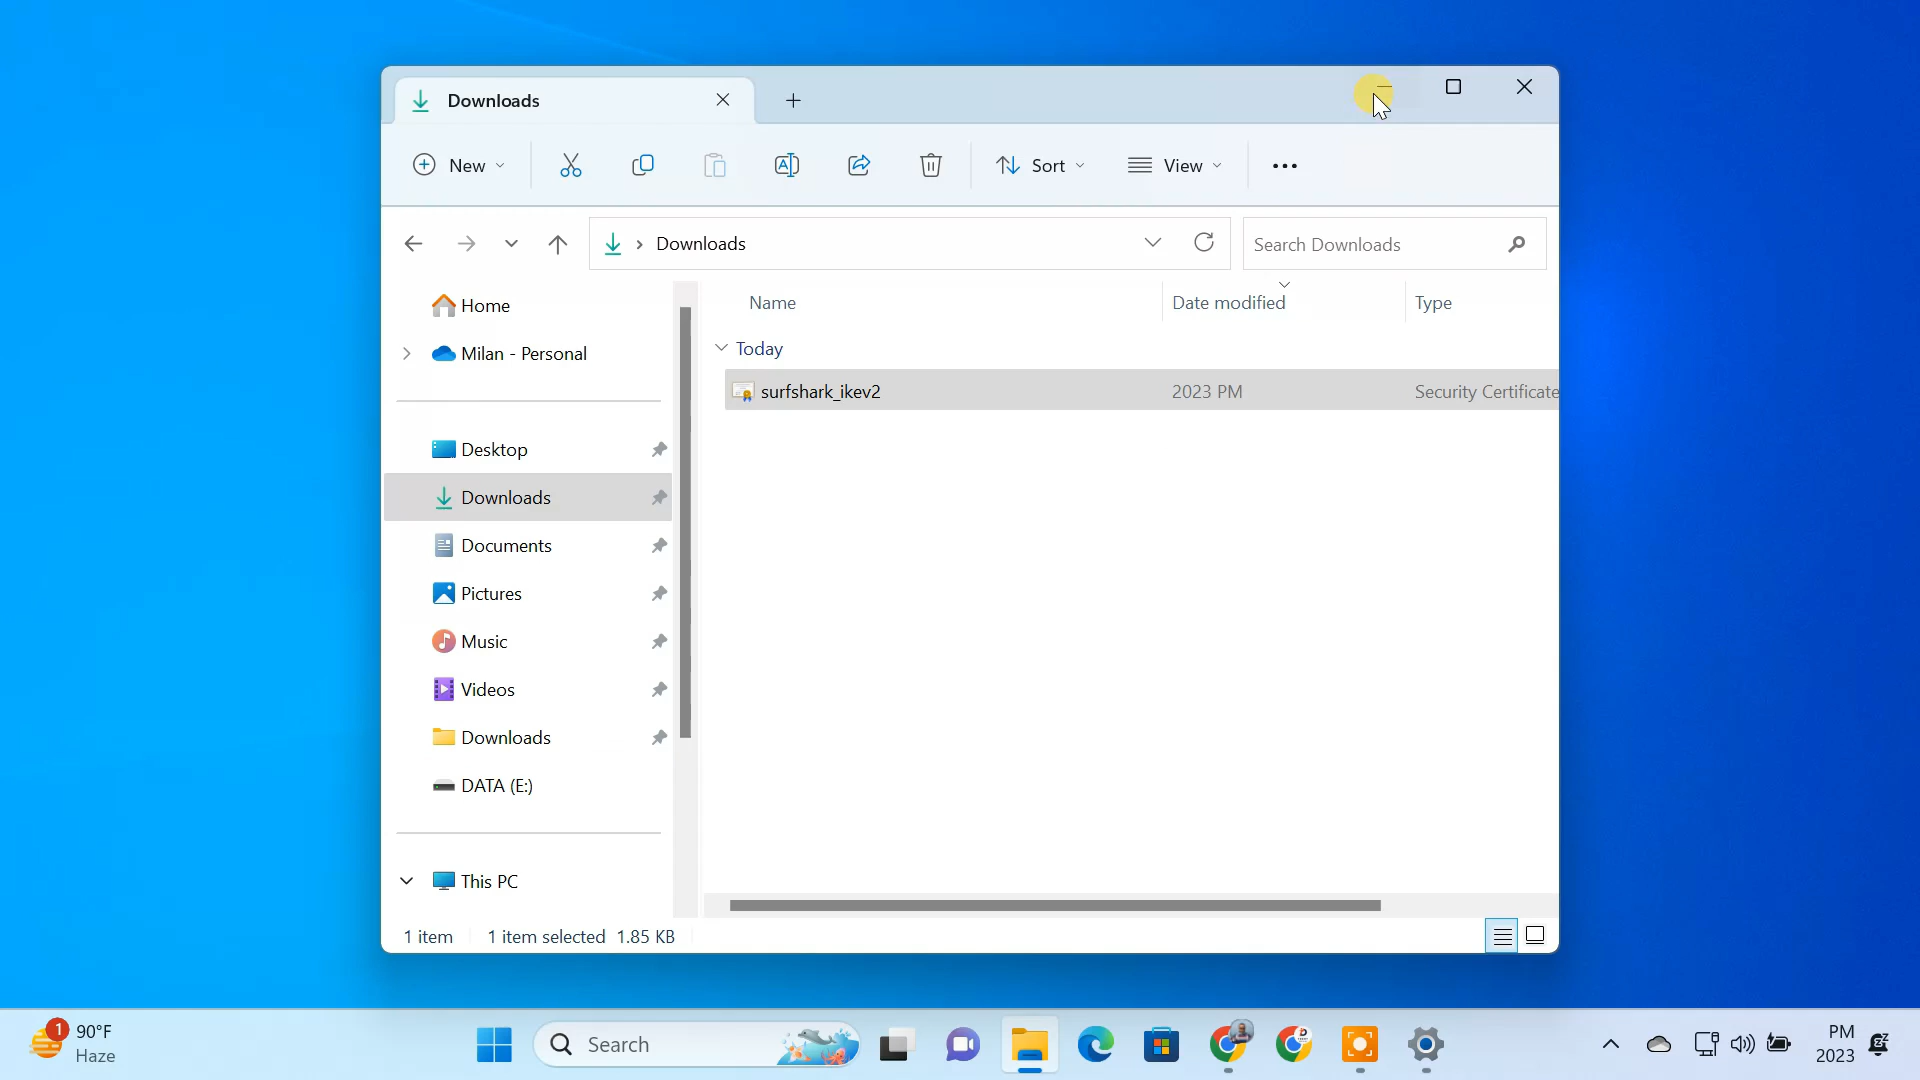 Downloads
New
Sort
View
Downloads
Search Downloads
Home
Milan - Personal
Desktop
Downloads
Documents
Pictures
Music
Videos
Downloads
DATA (E:)
This PC
Name
Date modified
Type
Today
surfshark_ikev2
2023 PM
Security Certificate
1 item
1 item selected 1.85 KB
1
90°F
Haze
Search
PM
2023